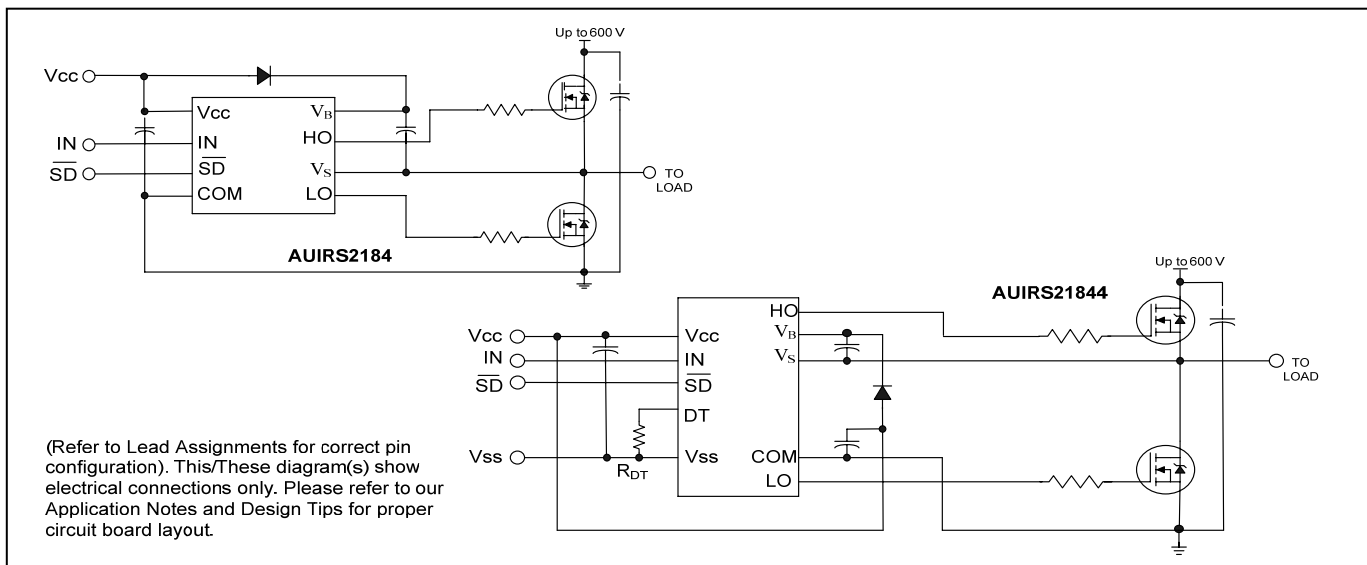 Up to 600 V
Vcc
Vcc
VB
HO
IN
IN
SD
SD
VS
TO
LOAD
COM
LO
AUIRS2184
Up to 600 V
AUIRS21844
HO
Vcc
Vcc
VB
IN
IN
VS
TO
LOAD
SD
SD
DT
(Refer to Lead Assignments for correct pin
configuration). This/These diagram(s) show
electrical connections only. Please refer to our
Application Notes and Design Tips for proper
circuit board layout.
Vss
RDT
Vss
COM
LO